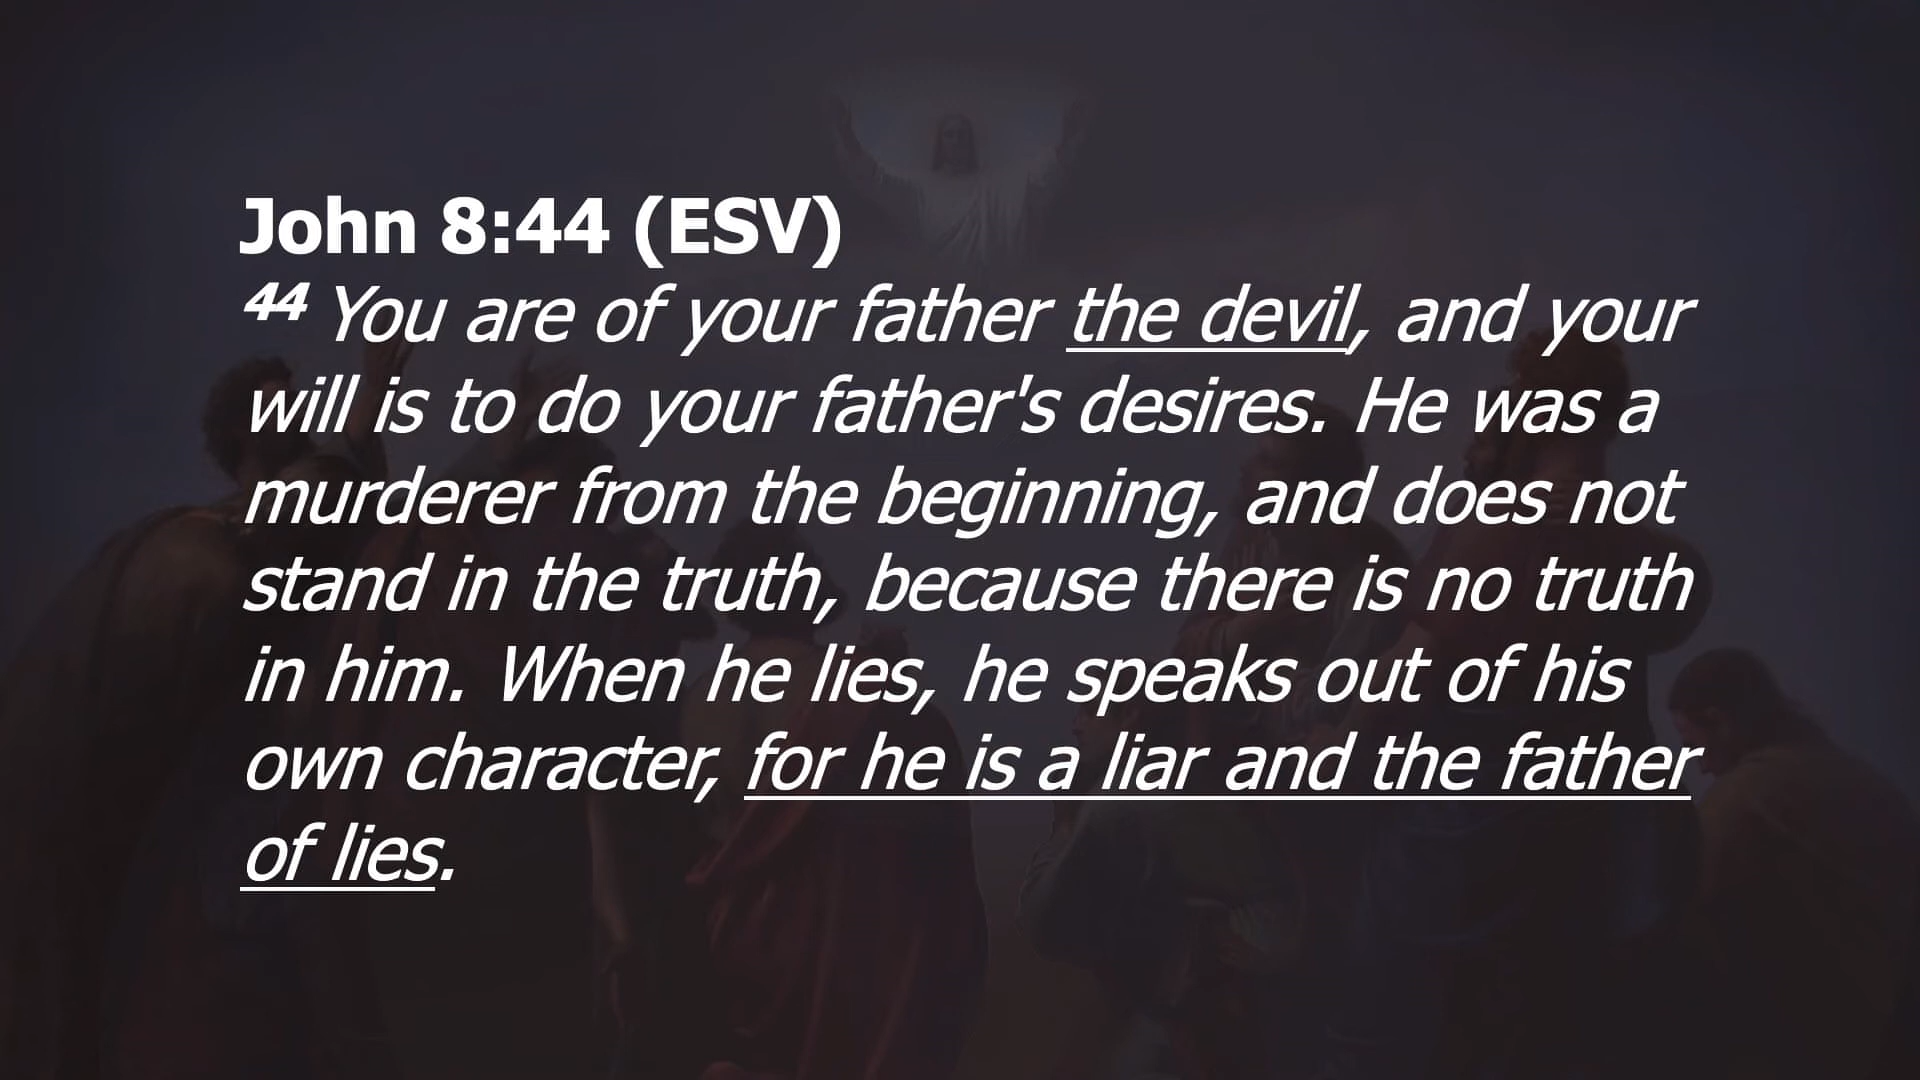 John 8:44 (ESV)
44 You are of your father the devil, and your
will is to do your father's desires. He was a
murderer from the beginning, and does not
stand in the truth, because there is no truth
in him. When he lies, he speaks out of his
own character, for he is a liar and the father
of lies.